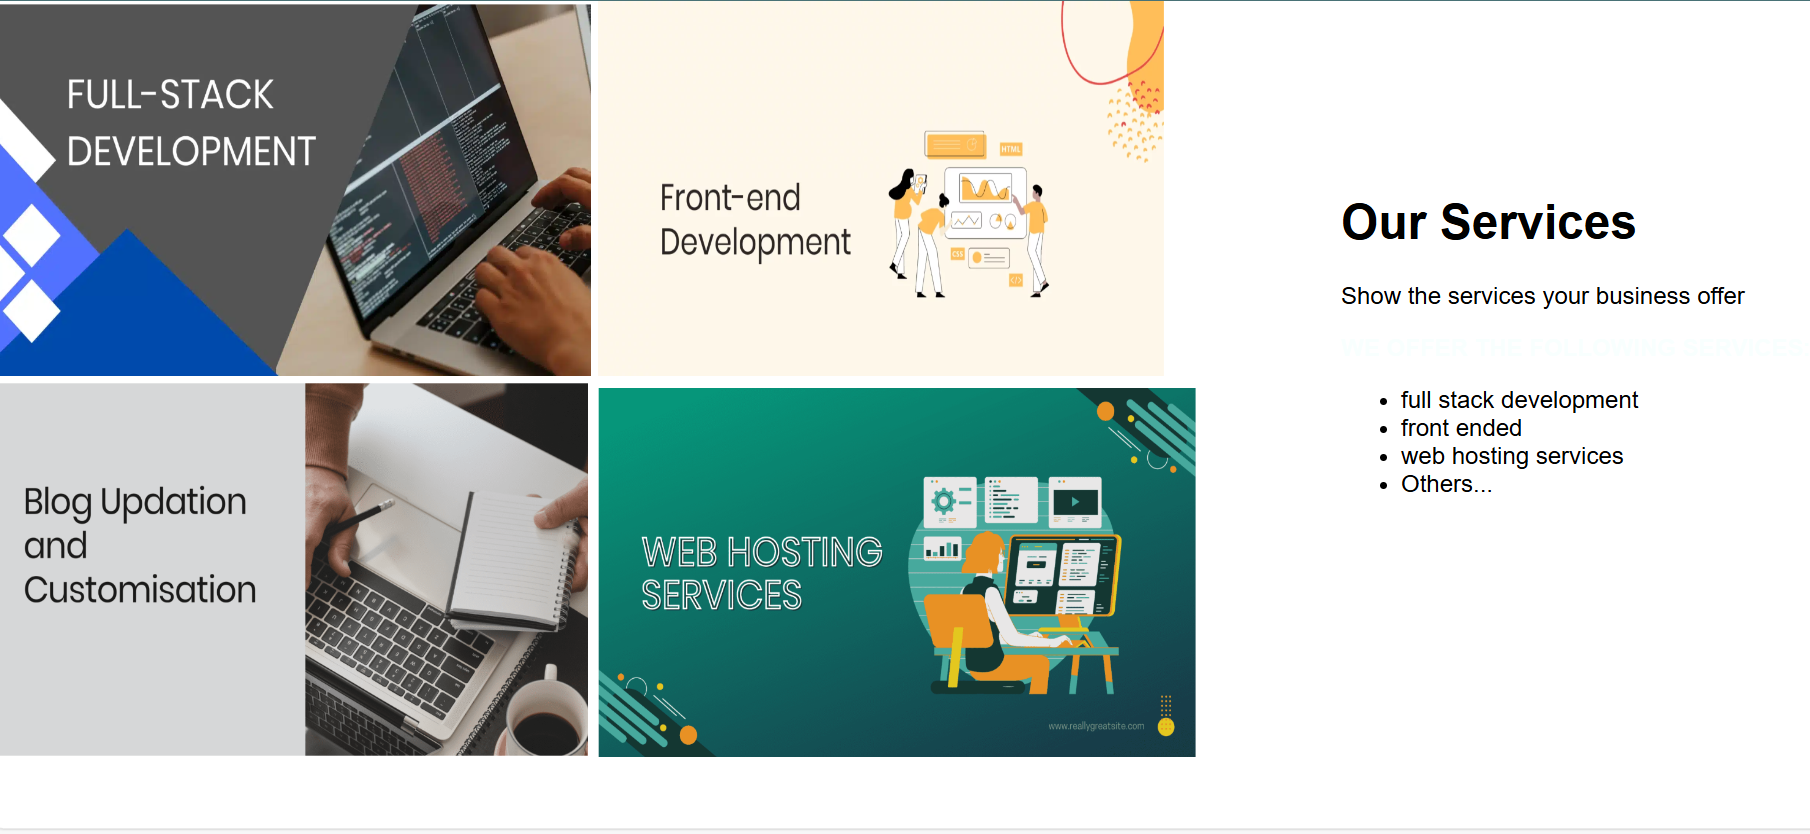 FULL-STACK
DEVELOPMENT
Front-end
Development
HTML
CSS
</>
Blog Updation
and
Customisation
WEB HOSTING
SERVICES
www.reallygreatsite.com
Our Services
Show the services your business offer
WE OFFER THE FOLLOWING SERVICES
full stack development
front ended
web hosting services
Others...